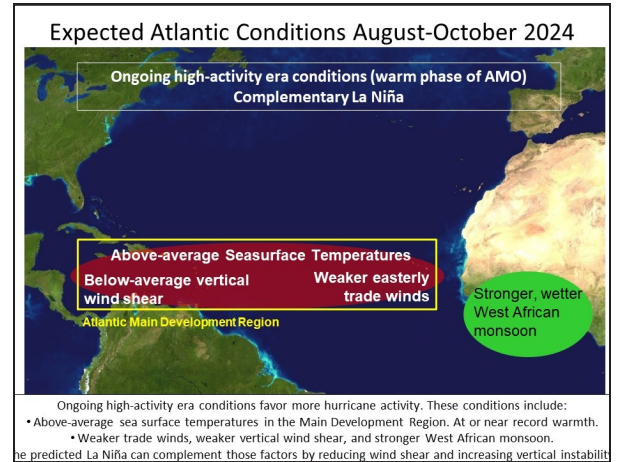 Expected Atlantic Conditions August-October 2024
Ongoing high-activity era conditions (warm phase of AMO)
Complementary La Niña
Above-average Seasurface Temperatures
Below-average vertical
wind shear
Weaker easterly
trade winds
Atlantic Main Development Region
Stronger, wetter
West African
monsoon
Ongoing high-activity era conditions favor more hurricane activity. These conditions include:
•Above-average sea surface temperatures in the Main Development Region. At or near record warmth.
•Weaker trade winds, weaker vertical wind shear, and stronger West African monsoon.
predicted La Niña can complement those factors by reducing wind shear and increasing vertical